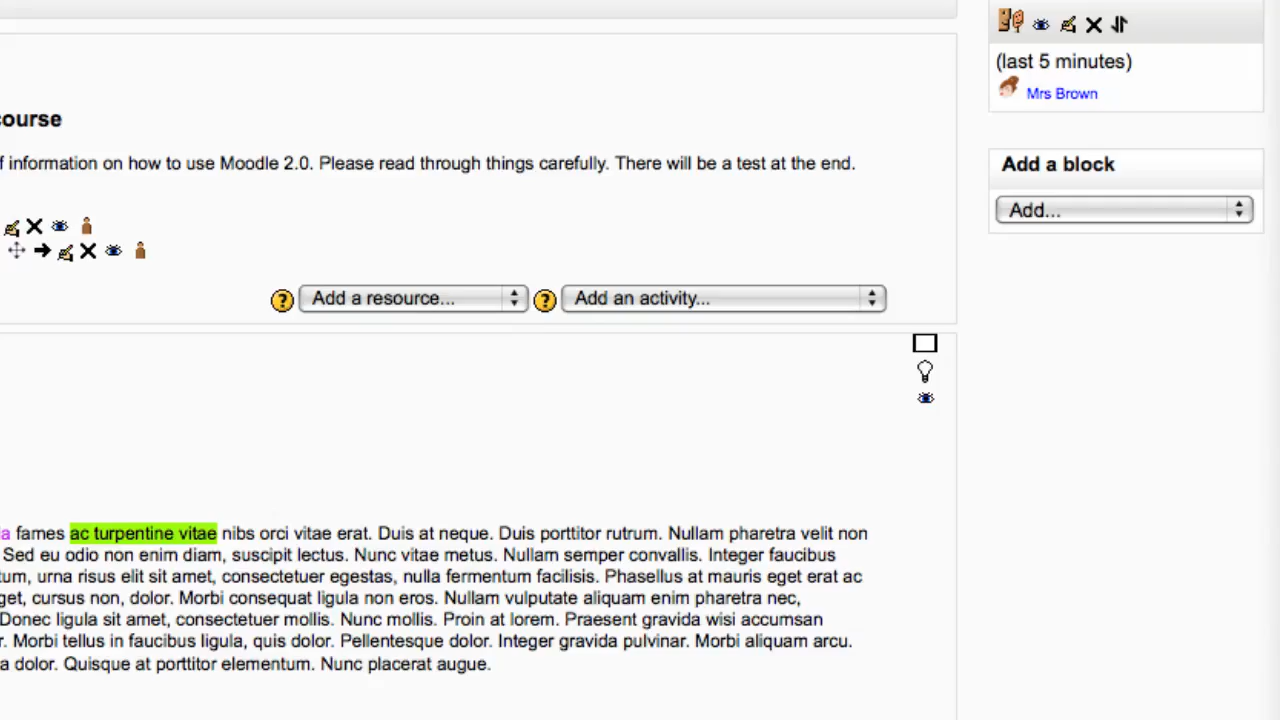 (last 5 minutes)
Mrs Brown
Add a block
Add...
course
information on how to use Moodle 2.0. Please read through things carefully. There will be a test at the end.
Add a resource... Add an activity...
fames ac turpentine vitae nibs orci vitae erat. Duis at neque. Duis porttitor rutrum. Nullam pharetra velit non
Sed eu odio non enim diam, suscipit lectus. Nunc vitae metus. Nullam semper convallis. Integer faucibus
tum, urna risus elit sit amet, consectetuer egestas, nulla fermentum facilisis. Phasellus at mauris eget erat ac
get, cursus non, dolor. Morbi consequat ligula non eros. Nullam vulputate aliquam enim pharetra nec,
Donec ligula sit amet, consectetuer mollis. Nunc mollis. Proin at lorem. Praesent gravida wisi accumsan
r. Morbi tellus in faucibus ligula, quis dolor. Pellentesque dolor. Integer gravida pulvinar. Morbi aliquam arcu.
a dolor. Quisque at porttitor elementum. Nunc placerat augue.